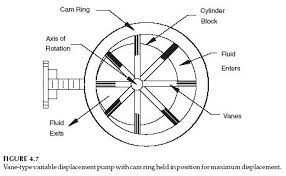 Cam Ring
Cylinder
Block
Axis of
Rotation
Fluid
Enters
Vanes
Fluid
Exits
FIGURE 4.7
Vane-type variable displacement pump with cam ring held in position for maximum displacement.